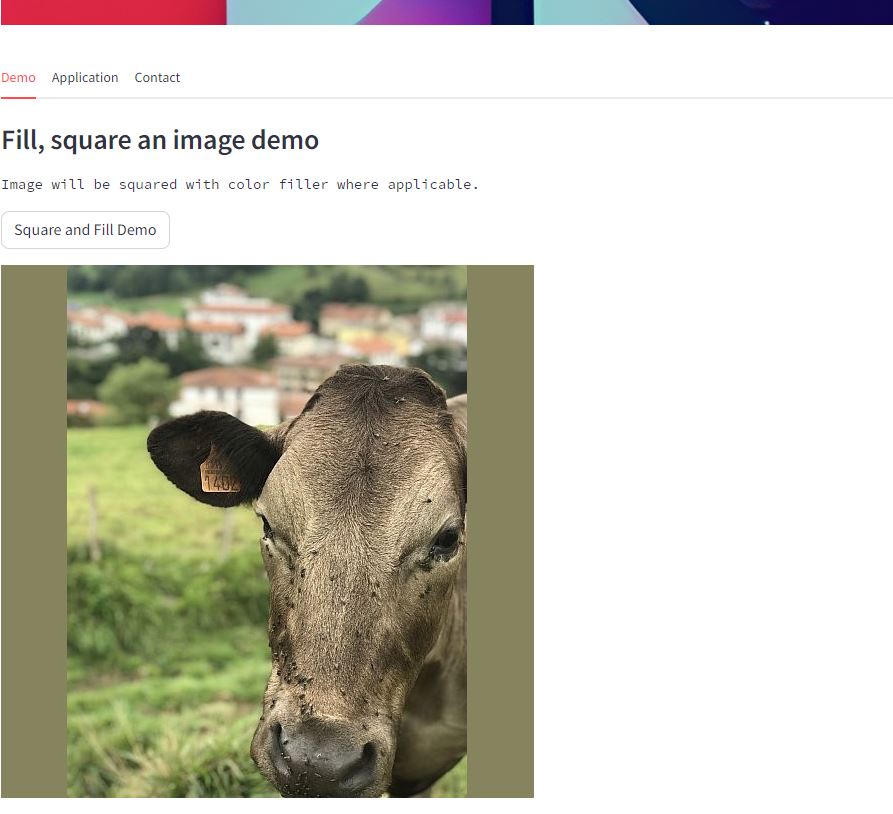 Demo Application Contact
Fill, square an image demo
Image will be squared with color filler where applicable.
Square and Fill Demo